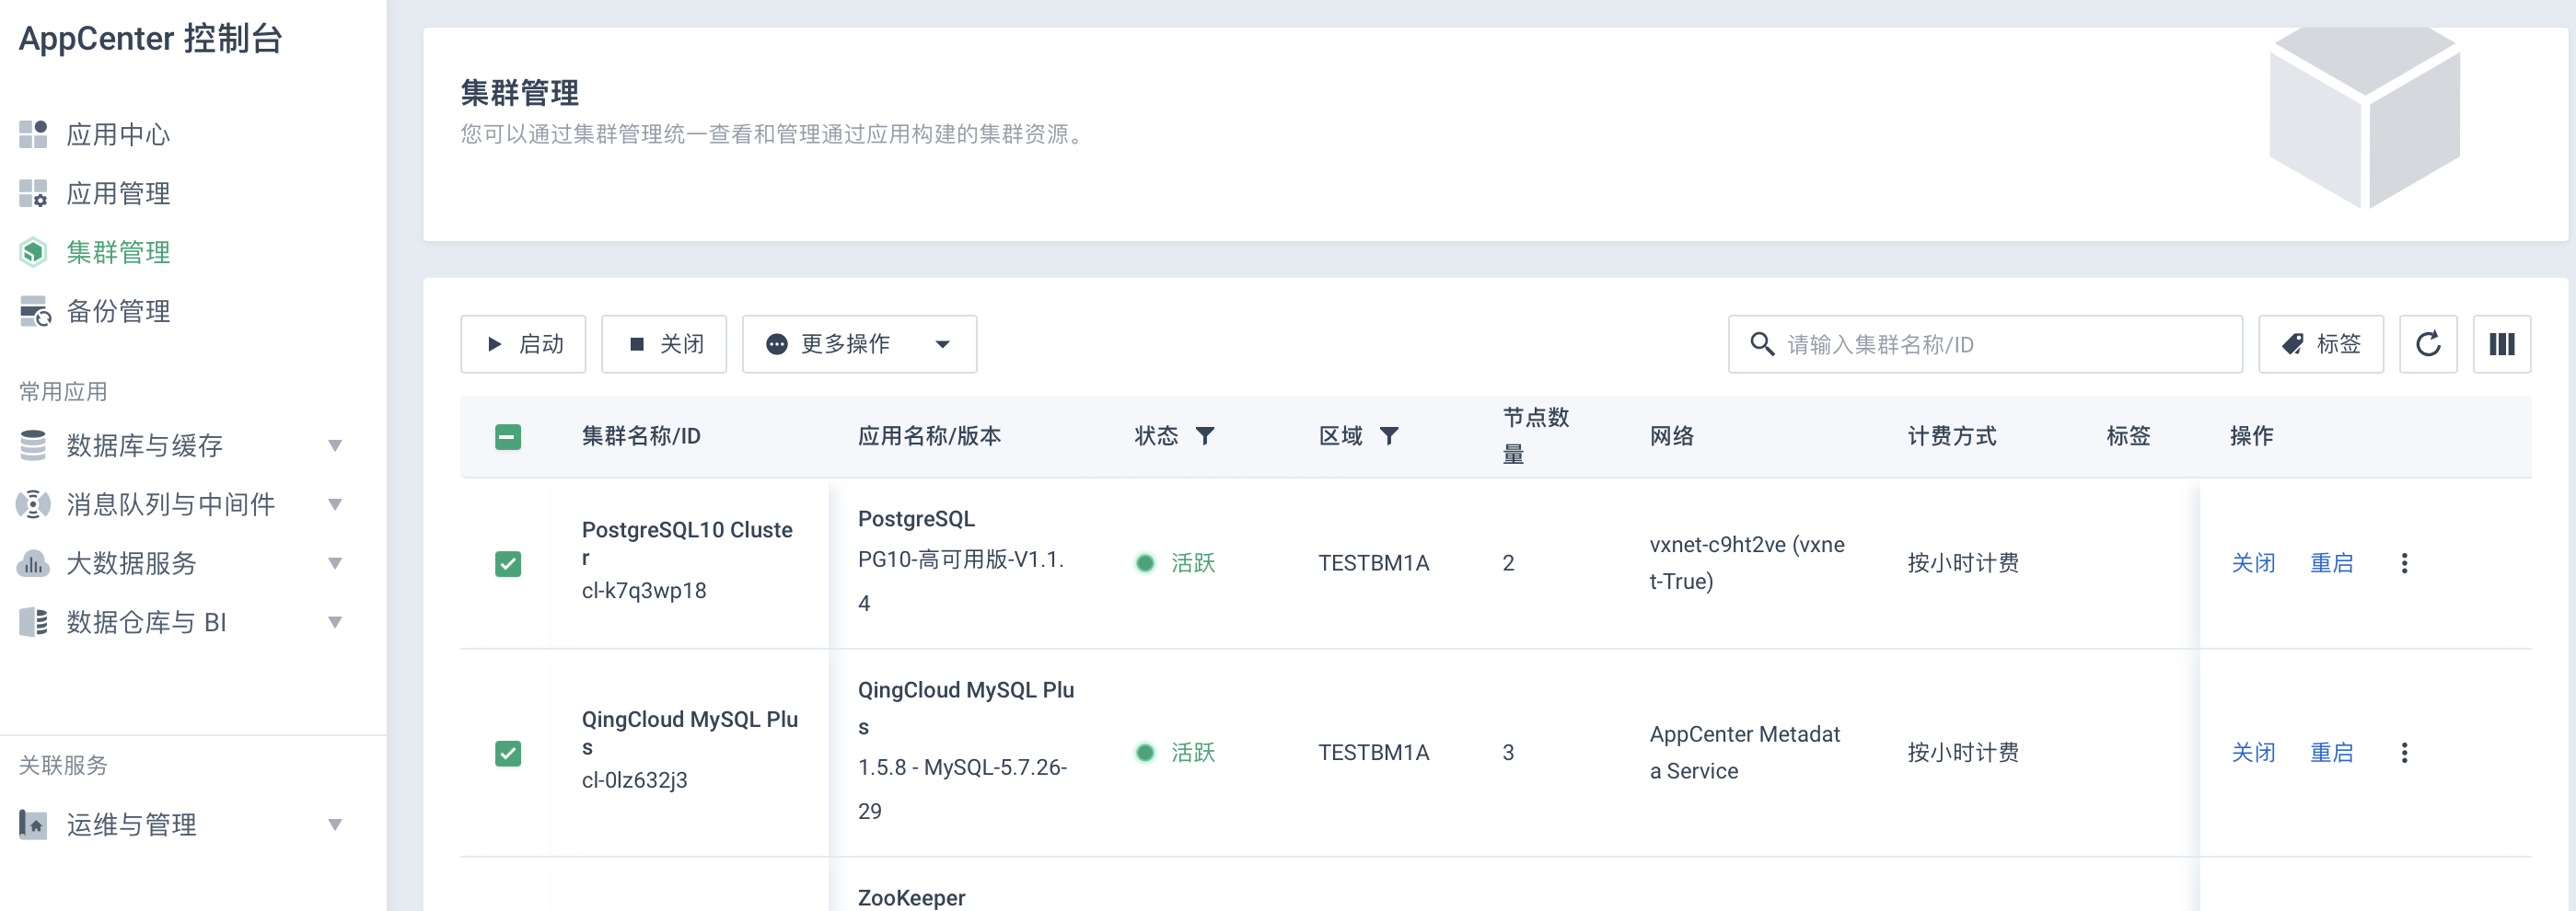 AppCenter 控制台
应用中心
应用管理
集群管理
备份管理
常用应用
数据库与缓存
消息队列与中间件
大数据服务
数据仓库与 BI
关联服务
运维与管理
集群管理
您可以通过集群管理统一查看和管理通过应用构建的集群资源。
启动
关闭
更多操作
请输入集群名称/ID
标签
集群名称/ID
应用名称/版本
状态
区域
节点数
量
网络
计费方式
标签
操作
PostgreSQL10 Cluste
r
cl-k7q3wp18
PostgreSQL
PG10-高可用版-V1.1.
4
活跃
TESTBM1A
2
vxnet-c9ht2ve (vxne
t-True)
按小时计费
关闭
重启
QingCloud MySQL Plu
s
cl-0lz632j3
QingCloud MySQL Plu
s
1.5.8 - MySQL-5.7.26-
29
活跃
TESTBM1A
3
AppCenter Metadat
a Service
按小时计费
关闭
重启
ZooKeeper